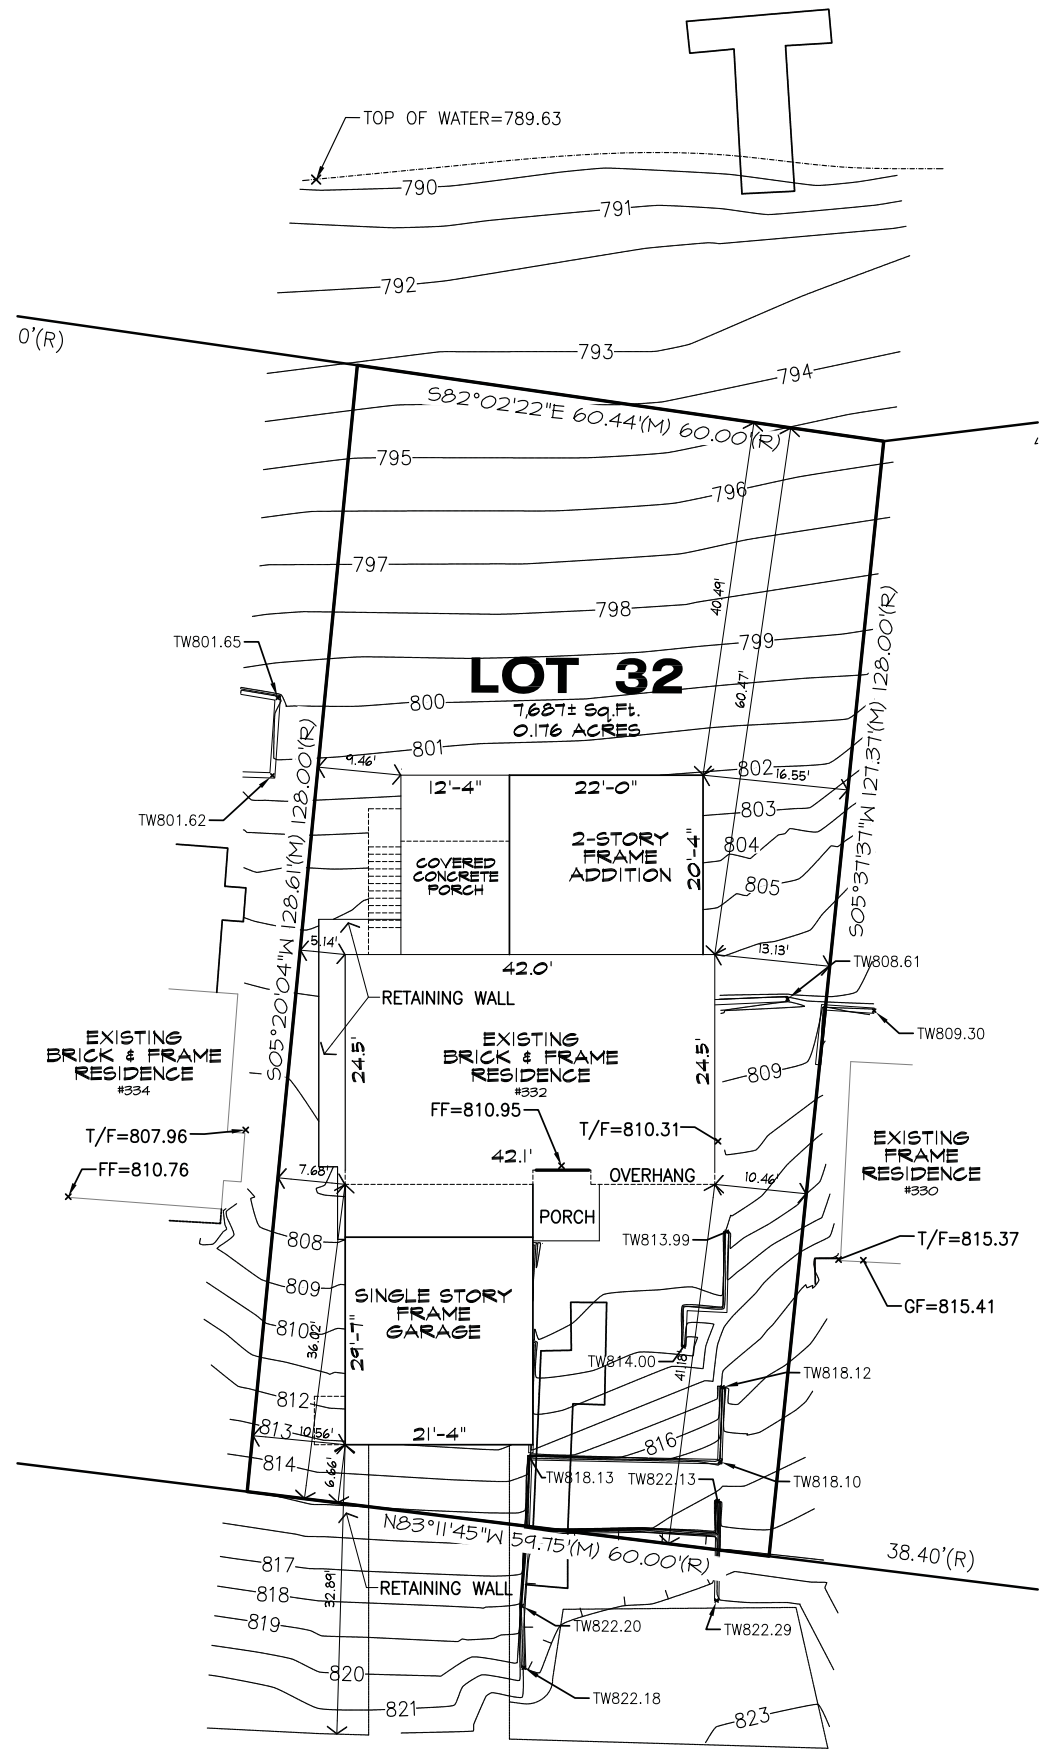 TOP OF WATER=789.63
790
791
792
0'(R)
793
794
S82°02'22"E 60.44'(M) 60.00'(R)
795
796
797
798
40.49'
799
TW801.65
LOT 32
60.47'
800
7,687± Sq.Ft.
0.176 ACRES
801
S05°37'37"W 127.37'(M) 128.00'(R)
9.46'
802
16.55'
12'-4"
22'-0"
803
TW801.62
S05°20'04"W 128.61'(M) 128.00'(R)
2-STORY
FRAME
ADDITION
20'-4"
804
COVERED
CONCRETE
PORCH
805
5.14'
13.13'
42.0'
TW808.61
RETAINING WALL
TW809.30
EXISTING
BRICK & FRAME
RESIDENCE
#334
24.5'
EXISTING
BRICK & FRAME
RESIDENCE
#332
24.5'
809
FF=810.95
T/F=810.31
T/F=807.96
EXISTING
FRAME
RESIDENCE
#330
42.1'
FF=810.76
7.68'
OVERHANG
10.46'
PORCH
808
TW813.99
T/F=815.37
809
SINGLE STORY
FRAME
GARAGE
GF=815.41
810
36.02'
29'-7"
TW814.00
41.18'
TW818.12
812
813
10.56'
21'-4"
816
814
6.66'
TW818.13
TW822.13
TW818.10
N83°11'45"W 59.75'(M) 60.00'(R)
38.40'(R)
817
818
32.89'
RETAINING WALL
819
TW822.20
TW822.29
820
821
TW822.18
823